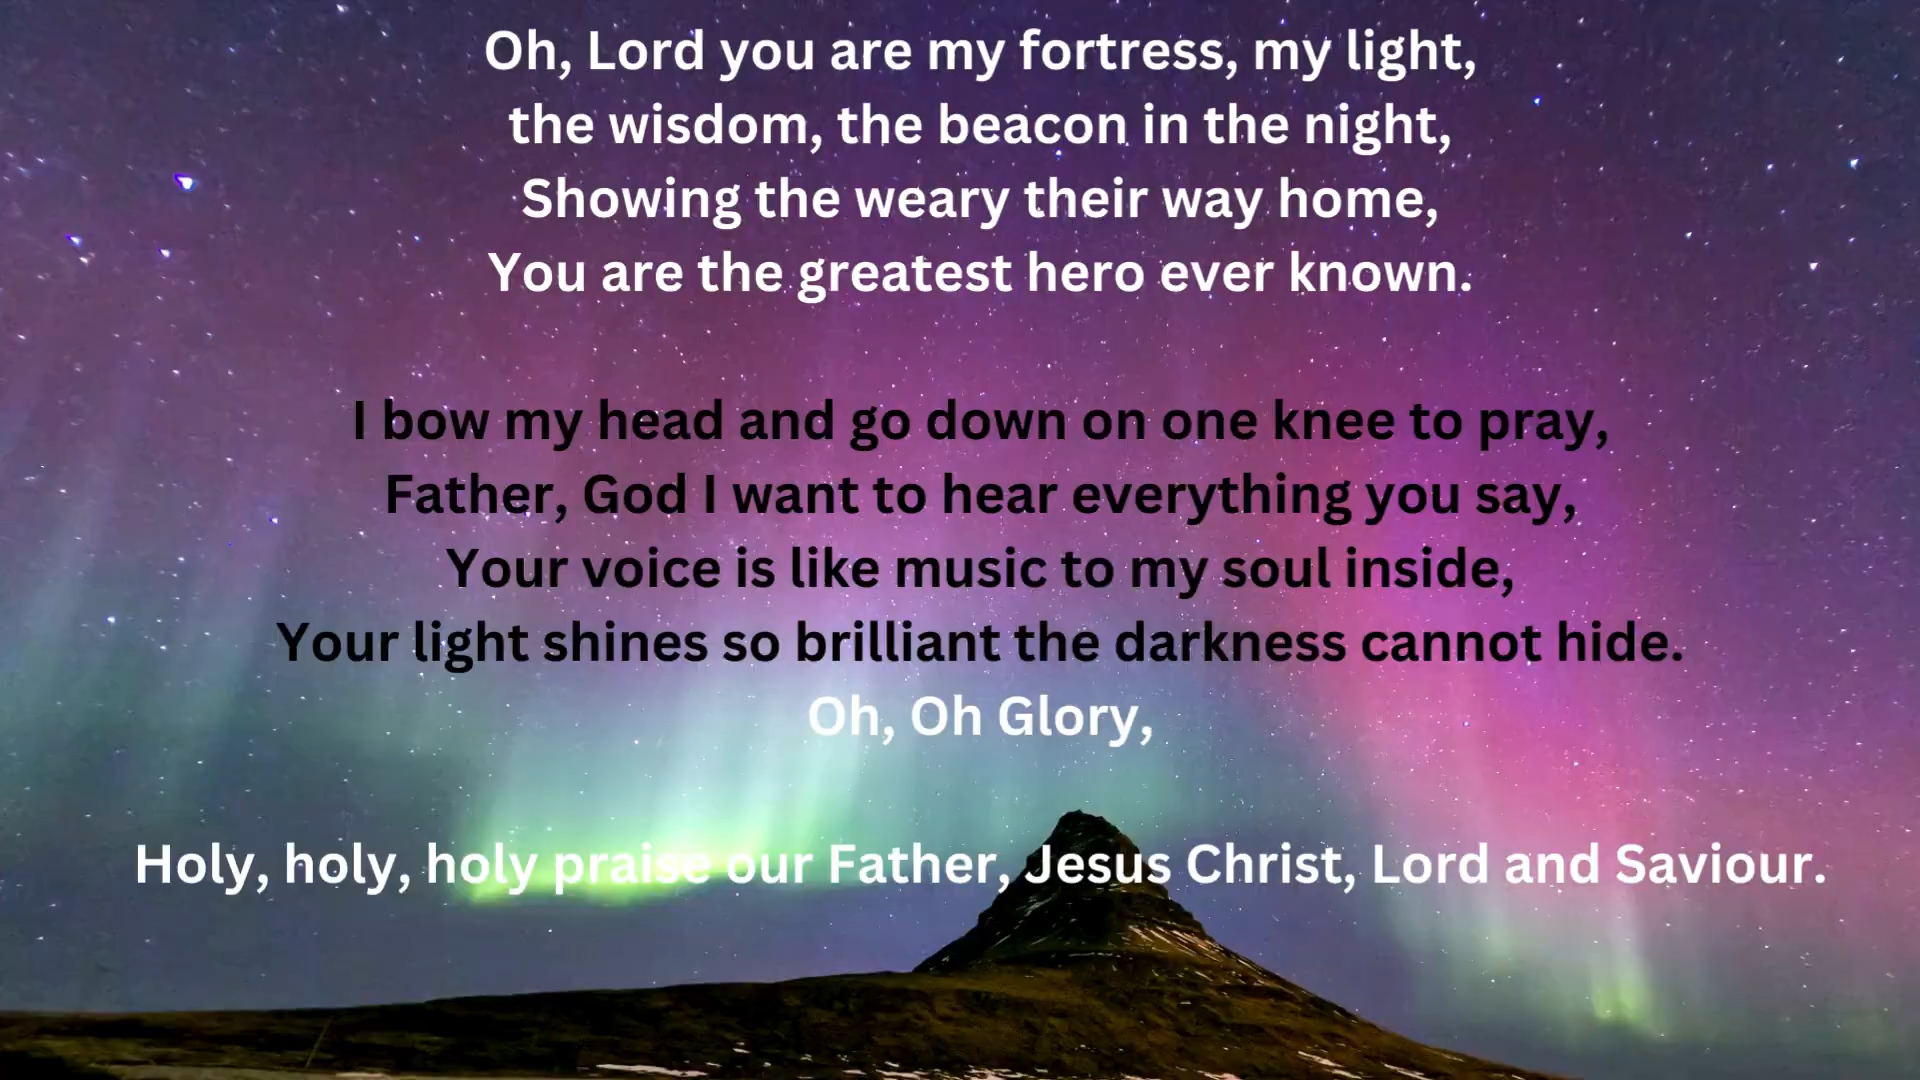 Oh, Lord you are my fortress, my light,
the wisdom, the beacon in the night,
Showing the weary their way home,
You are the greatest hero ever known.
I bow my head and go down on one knee to pray,
Father, God I want to hear everything you say,
Your voice is like music to my soul inside,
Your light shines so brilliant the darkness cannot hide.
Oh, Oh Glory,
Holy, holy, holy praise our Father, Jesus Christ, Lord and Saviour.